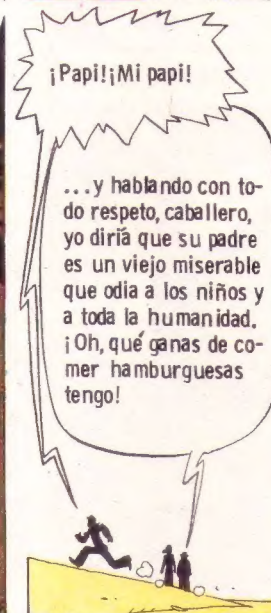 ¡Papi! ¡Mi papi!
...y hablando con to-
do respeto, caballero,
yo diría que su padre
es un viejo miserable
que odia a los niños y
a toda la humanidad.
¡Oh, qué ganas de co-
mer hamburguesas
tengo!